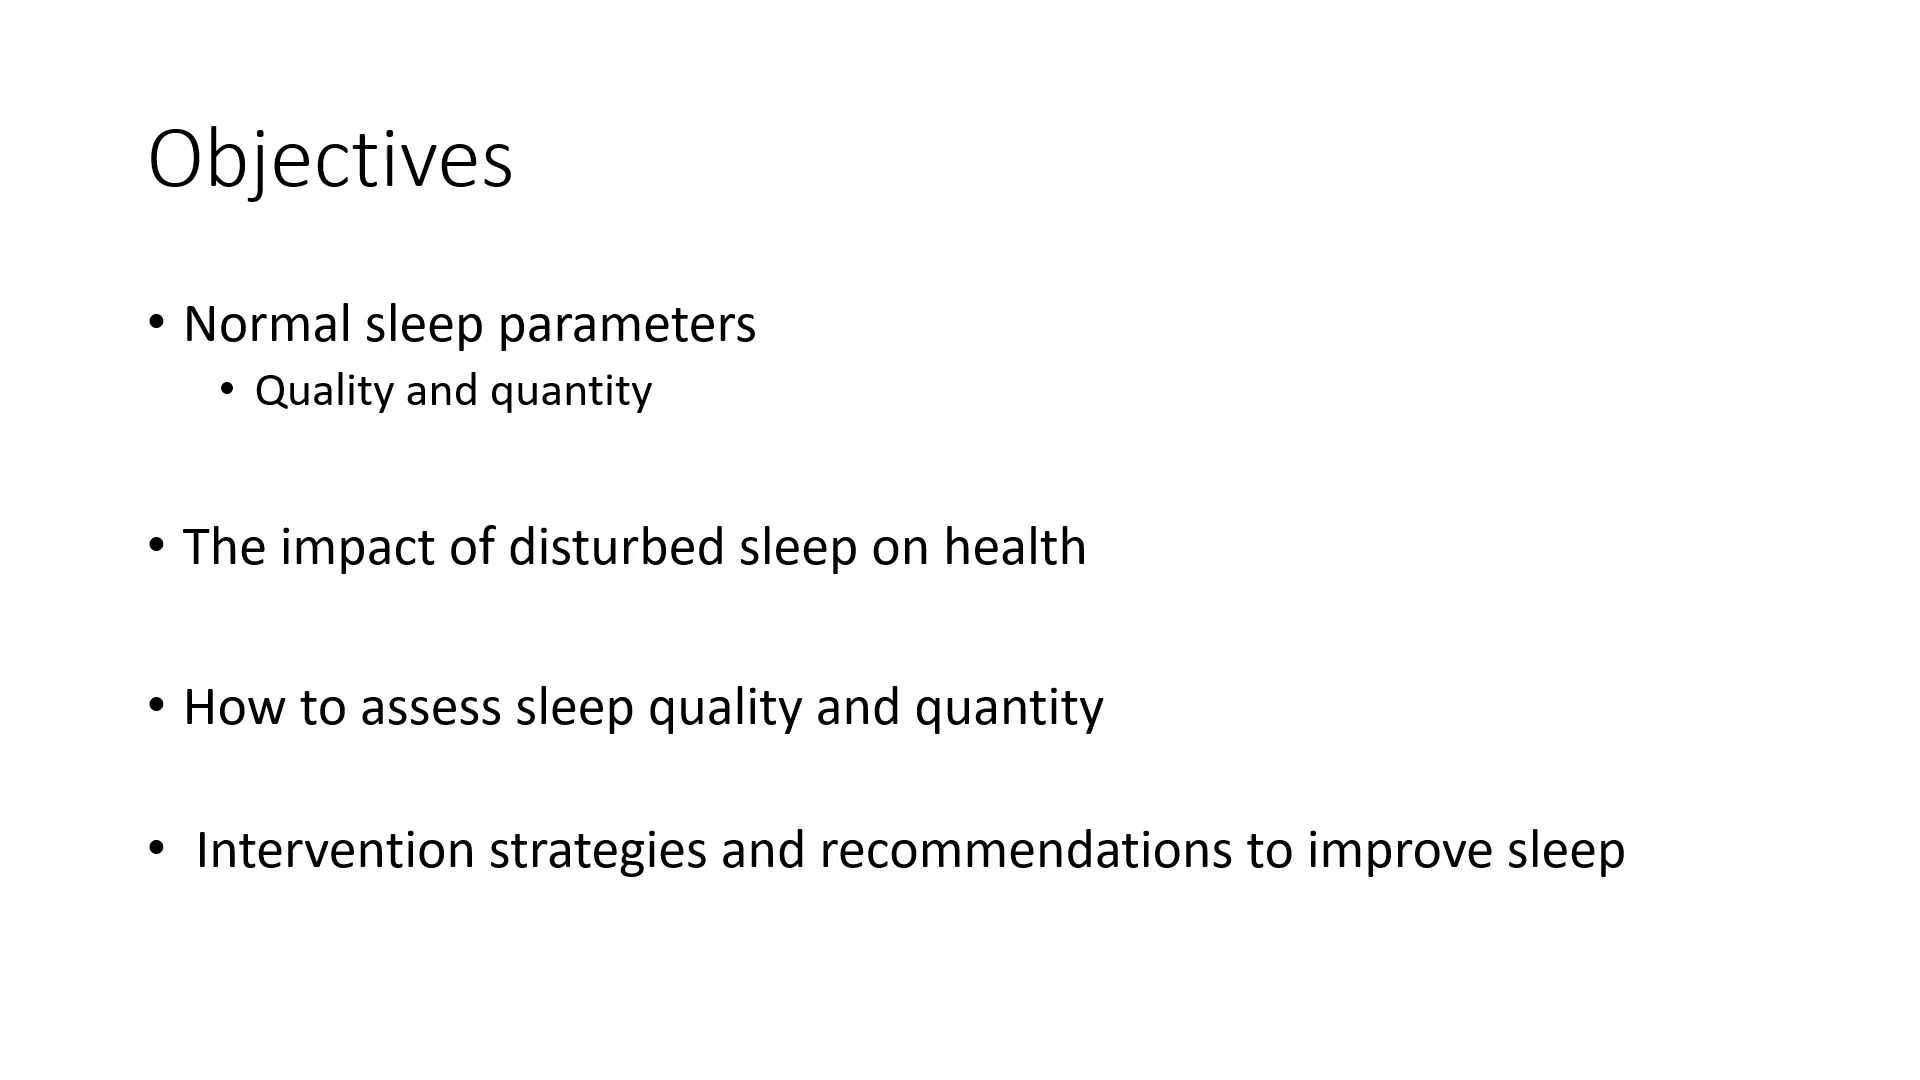 Objectives
• Normal sleep parameters
• Quality and quantity
• The impact of disturbed sleep on health
• How to assess sleep quality and quantity
• Intervention strategies and recommendations to improve sleep